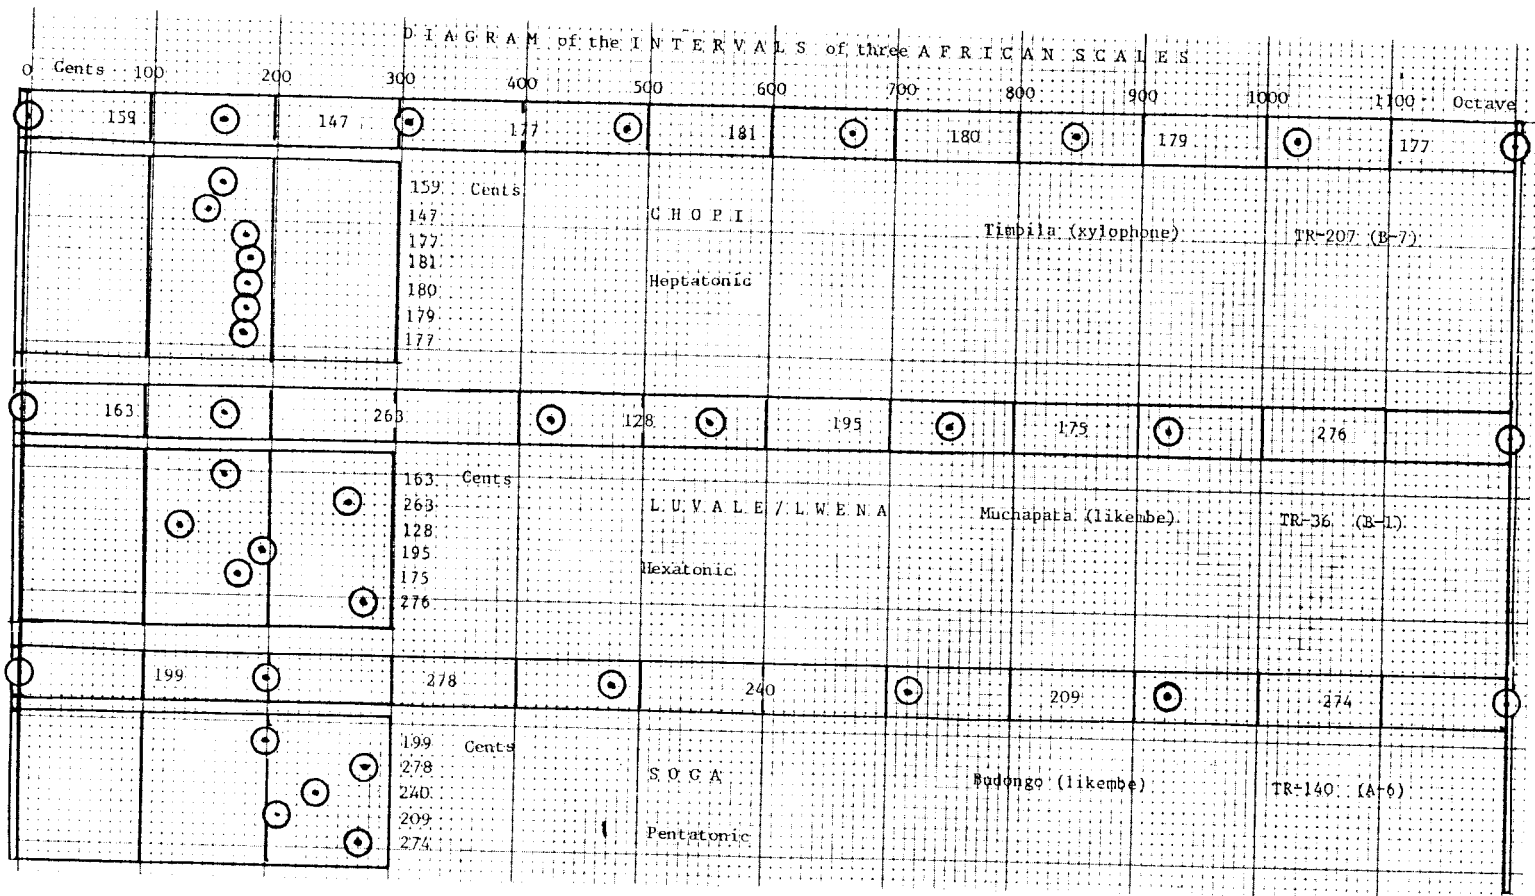 DIAGRAM of the INTERVALS of three AFRICAN SCALES
0 Cents 100 200 300 400 500 600 700 800 900 1000 1100 Octave
159 147 177 181 180 179 177
159 Cents
147
177
181
180
179
177
CHOPI
Heptatonic
Timbila (xylophone)
TR-207 (B-7)
163 263 128 195 175 276
163 Cents
263
128
195
175
276
LUVALE/LWENA
Hexatonic
Muchapata (likembe)
TR-36 (B-1)
199 278 240 209 274
199 Cents
278
240
209
274
SOGA
Pentatonic
Budongo (likembe)
TR-140 (A-6)